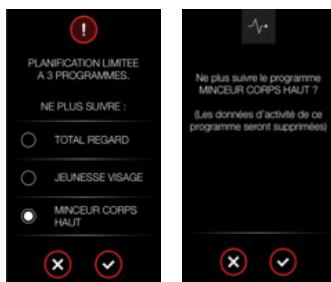 PLANIFICATION LIMITEE
A 3 PROGRAMMES.
NE PLUS SUIVRE :
TOTAL REGARD
JEUNESSE VISAGE
MINCEUR CORPS
HAUT
Ne plus suivre le programme
MINCEUR CORPS HAUT ?
(Les données d'activité de ce
programme seront supprimées)